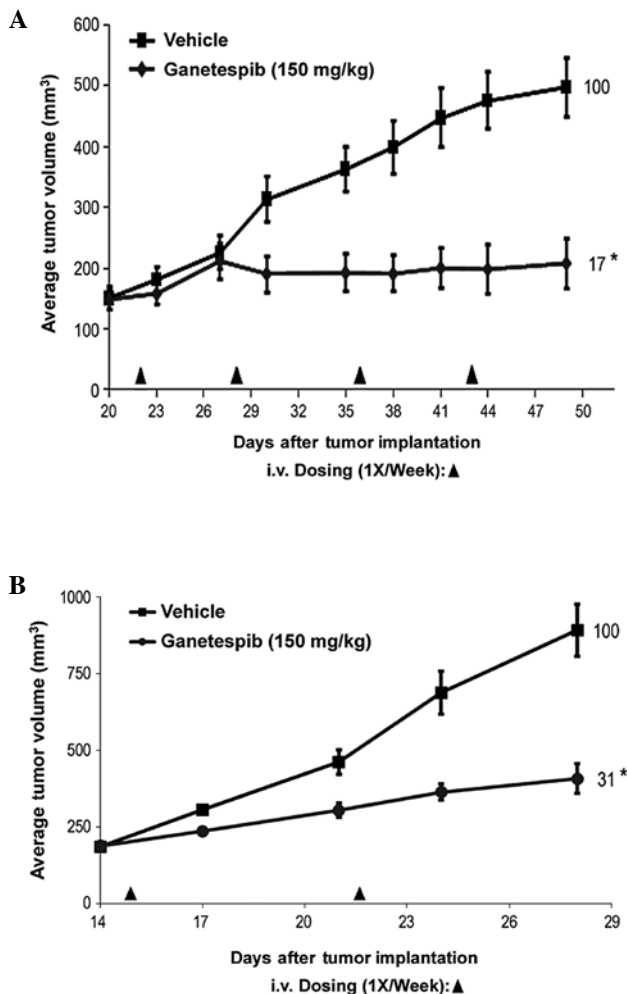 A
600
500
400
300
200
100
0
Average tumor volume (mm³)
Vehicle
Ganetespib (150 mg/kg)
100
17 *
20 23 26 29 32 35 38 41 44 47 50
Days after tumor implantation
i.v. Dosing (1X/Week): ▲
B
1000
750
500
250
0
Average tumor volume (mm³)
Vehicle
Ganetespib (150 mg/kg)
100
31 *
14 17 20 23 26 29
Days after tumor implantation
i.v. Dosing (1X/Week): ▲